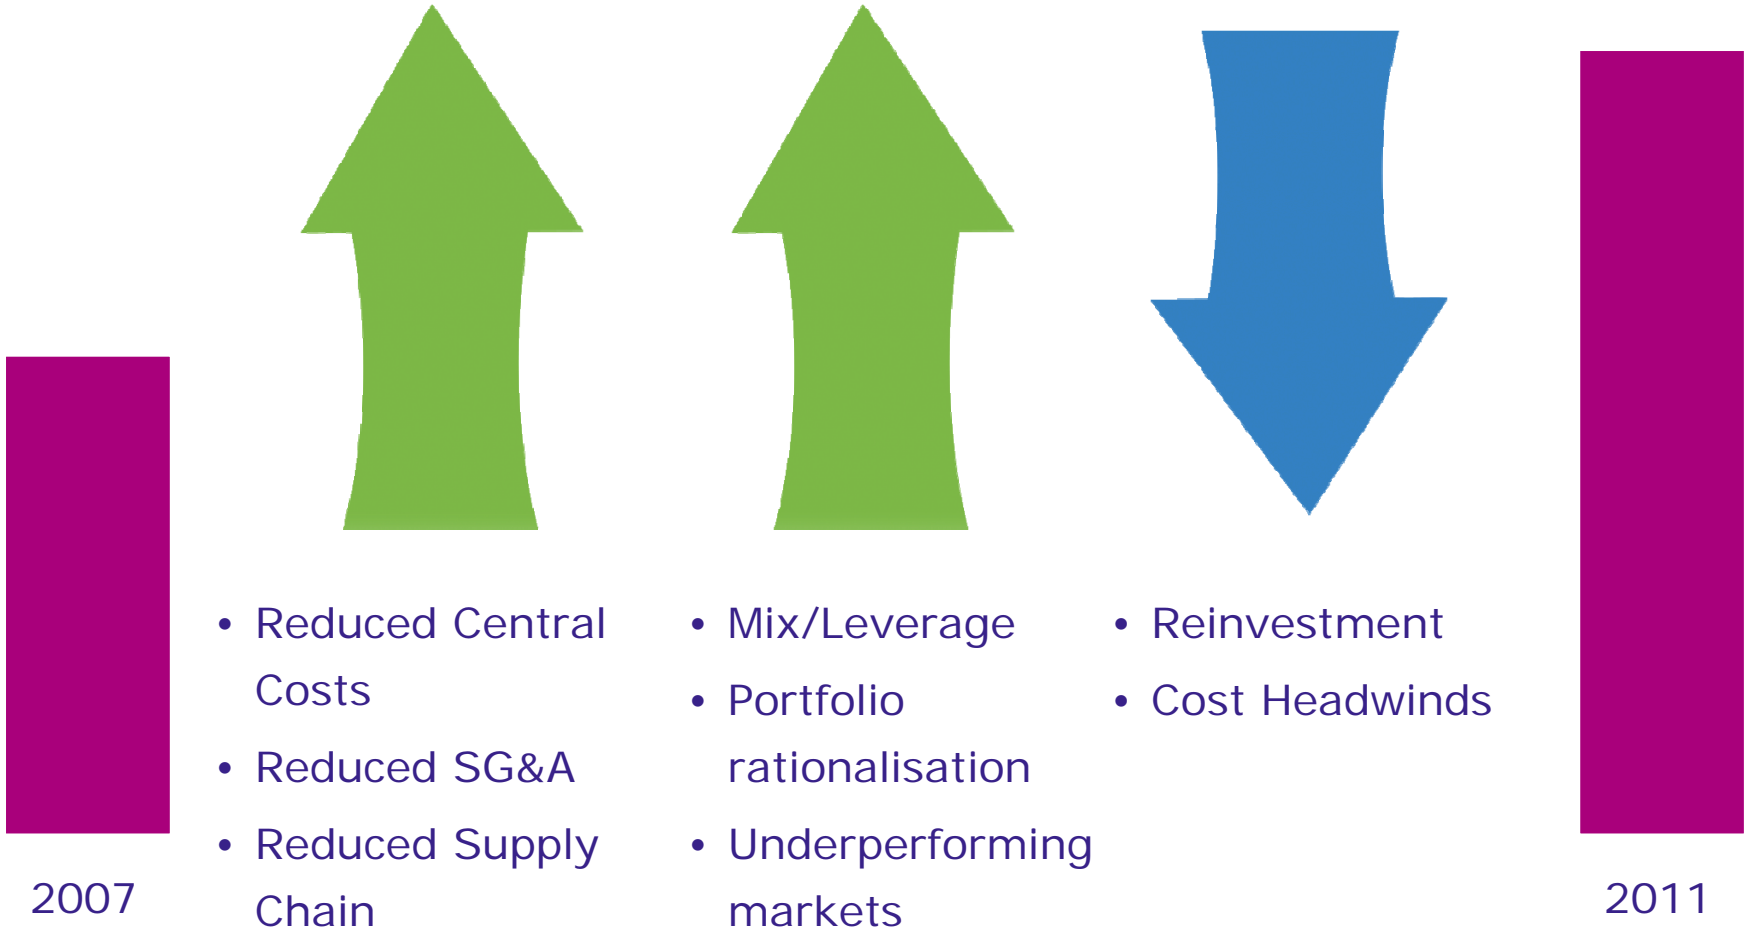 2007
• Reduced Central
Costs
• Reduced SG&A
• Reduced Supply
Chain
• Mix/Leverage
• Portfolio
rationalisation
• Underperforming
markets
• Reinvestment
• Cost Headwinds
2011